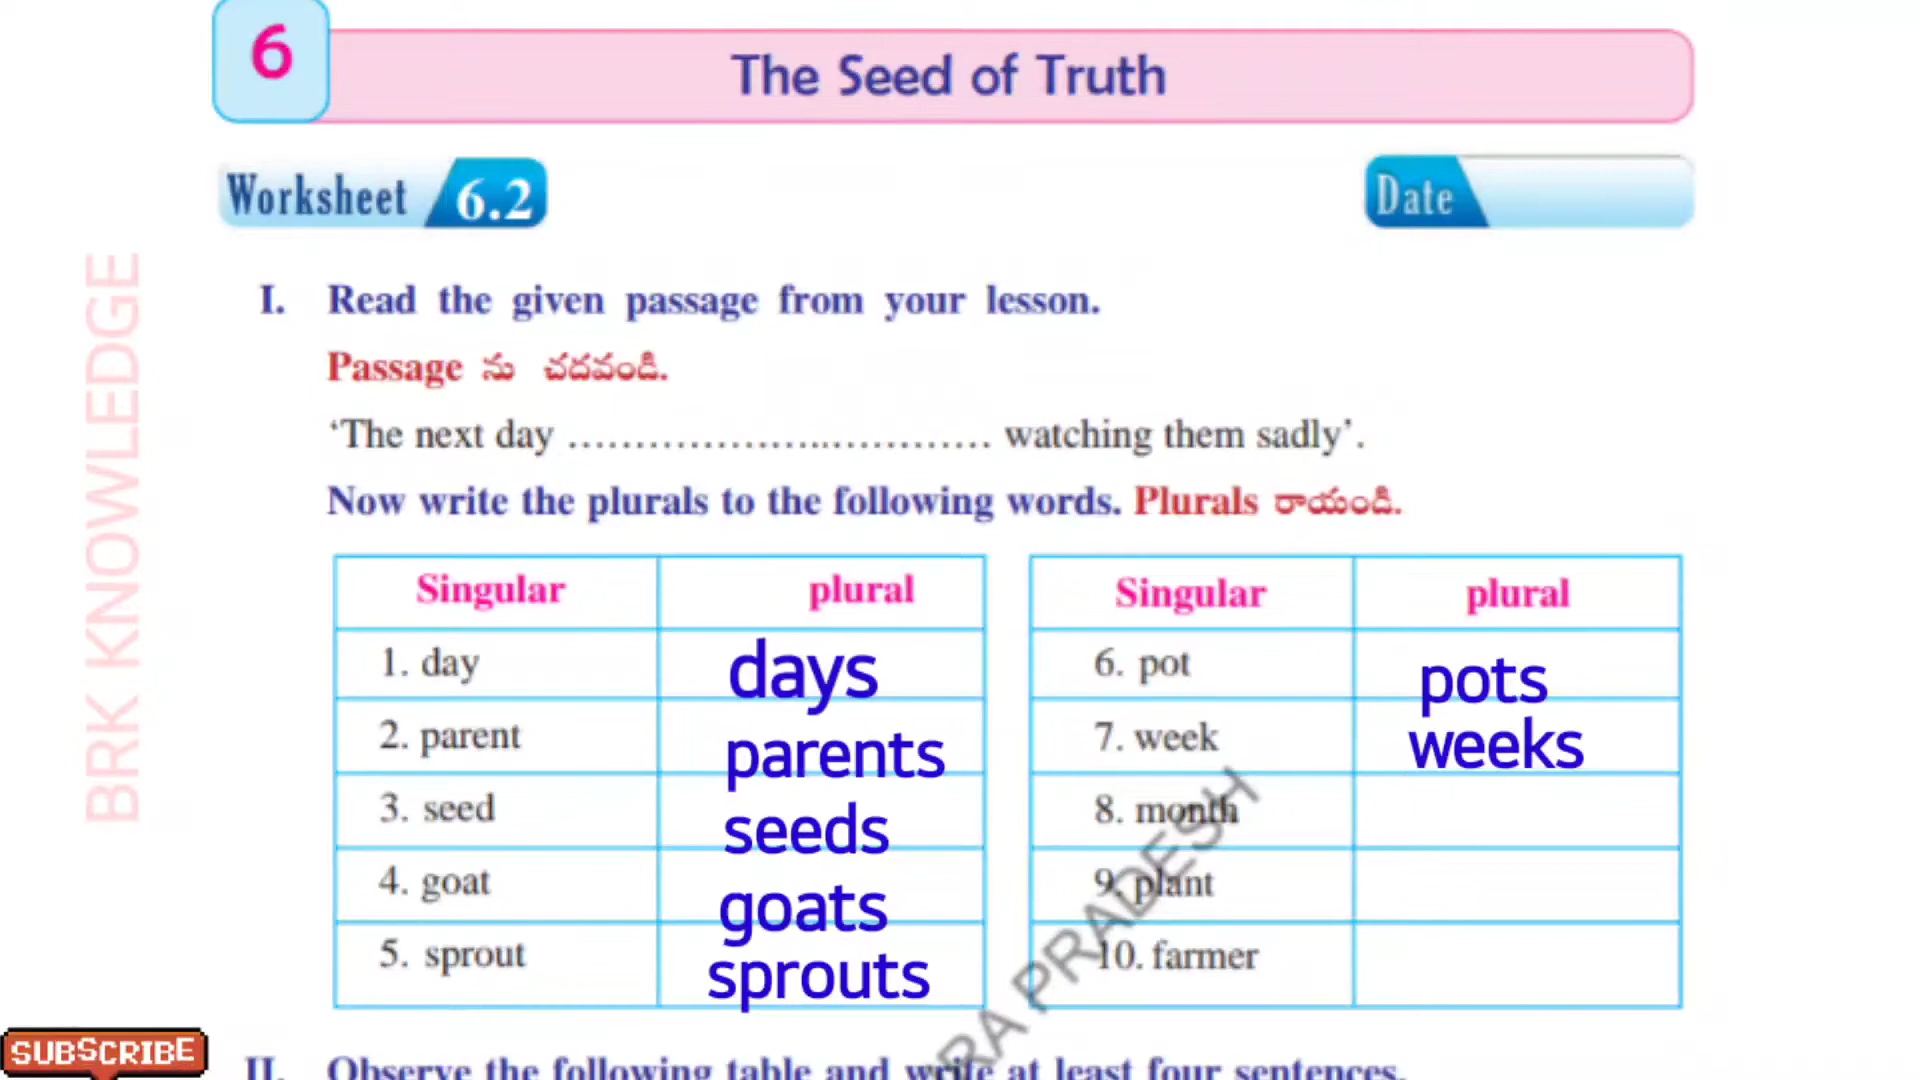 6
The Seed of Truth
Worksheet 6.2
Date
I. Read the given passage from your lesson.
Passage ను చదవండి.
‘The next day ………………….…..………… watching them sadly’.
Now write the plurals to the following words. Plurals రాయండి.
Singular plural Singular plural
1. day days 6. pot pots
2. parent parents 7. week weeks
3. seed seeds 8. month
4. goat goats 9. plant
5. sprout sprouts 10. farmer
II. Observe the following table and write at least four sentences.
BRK KNOWLEDGE
RA PRADESH
SUBSCRIBE